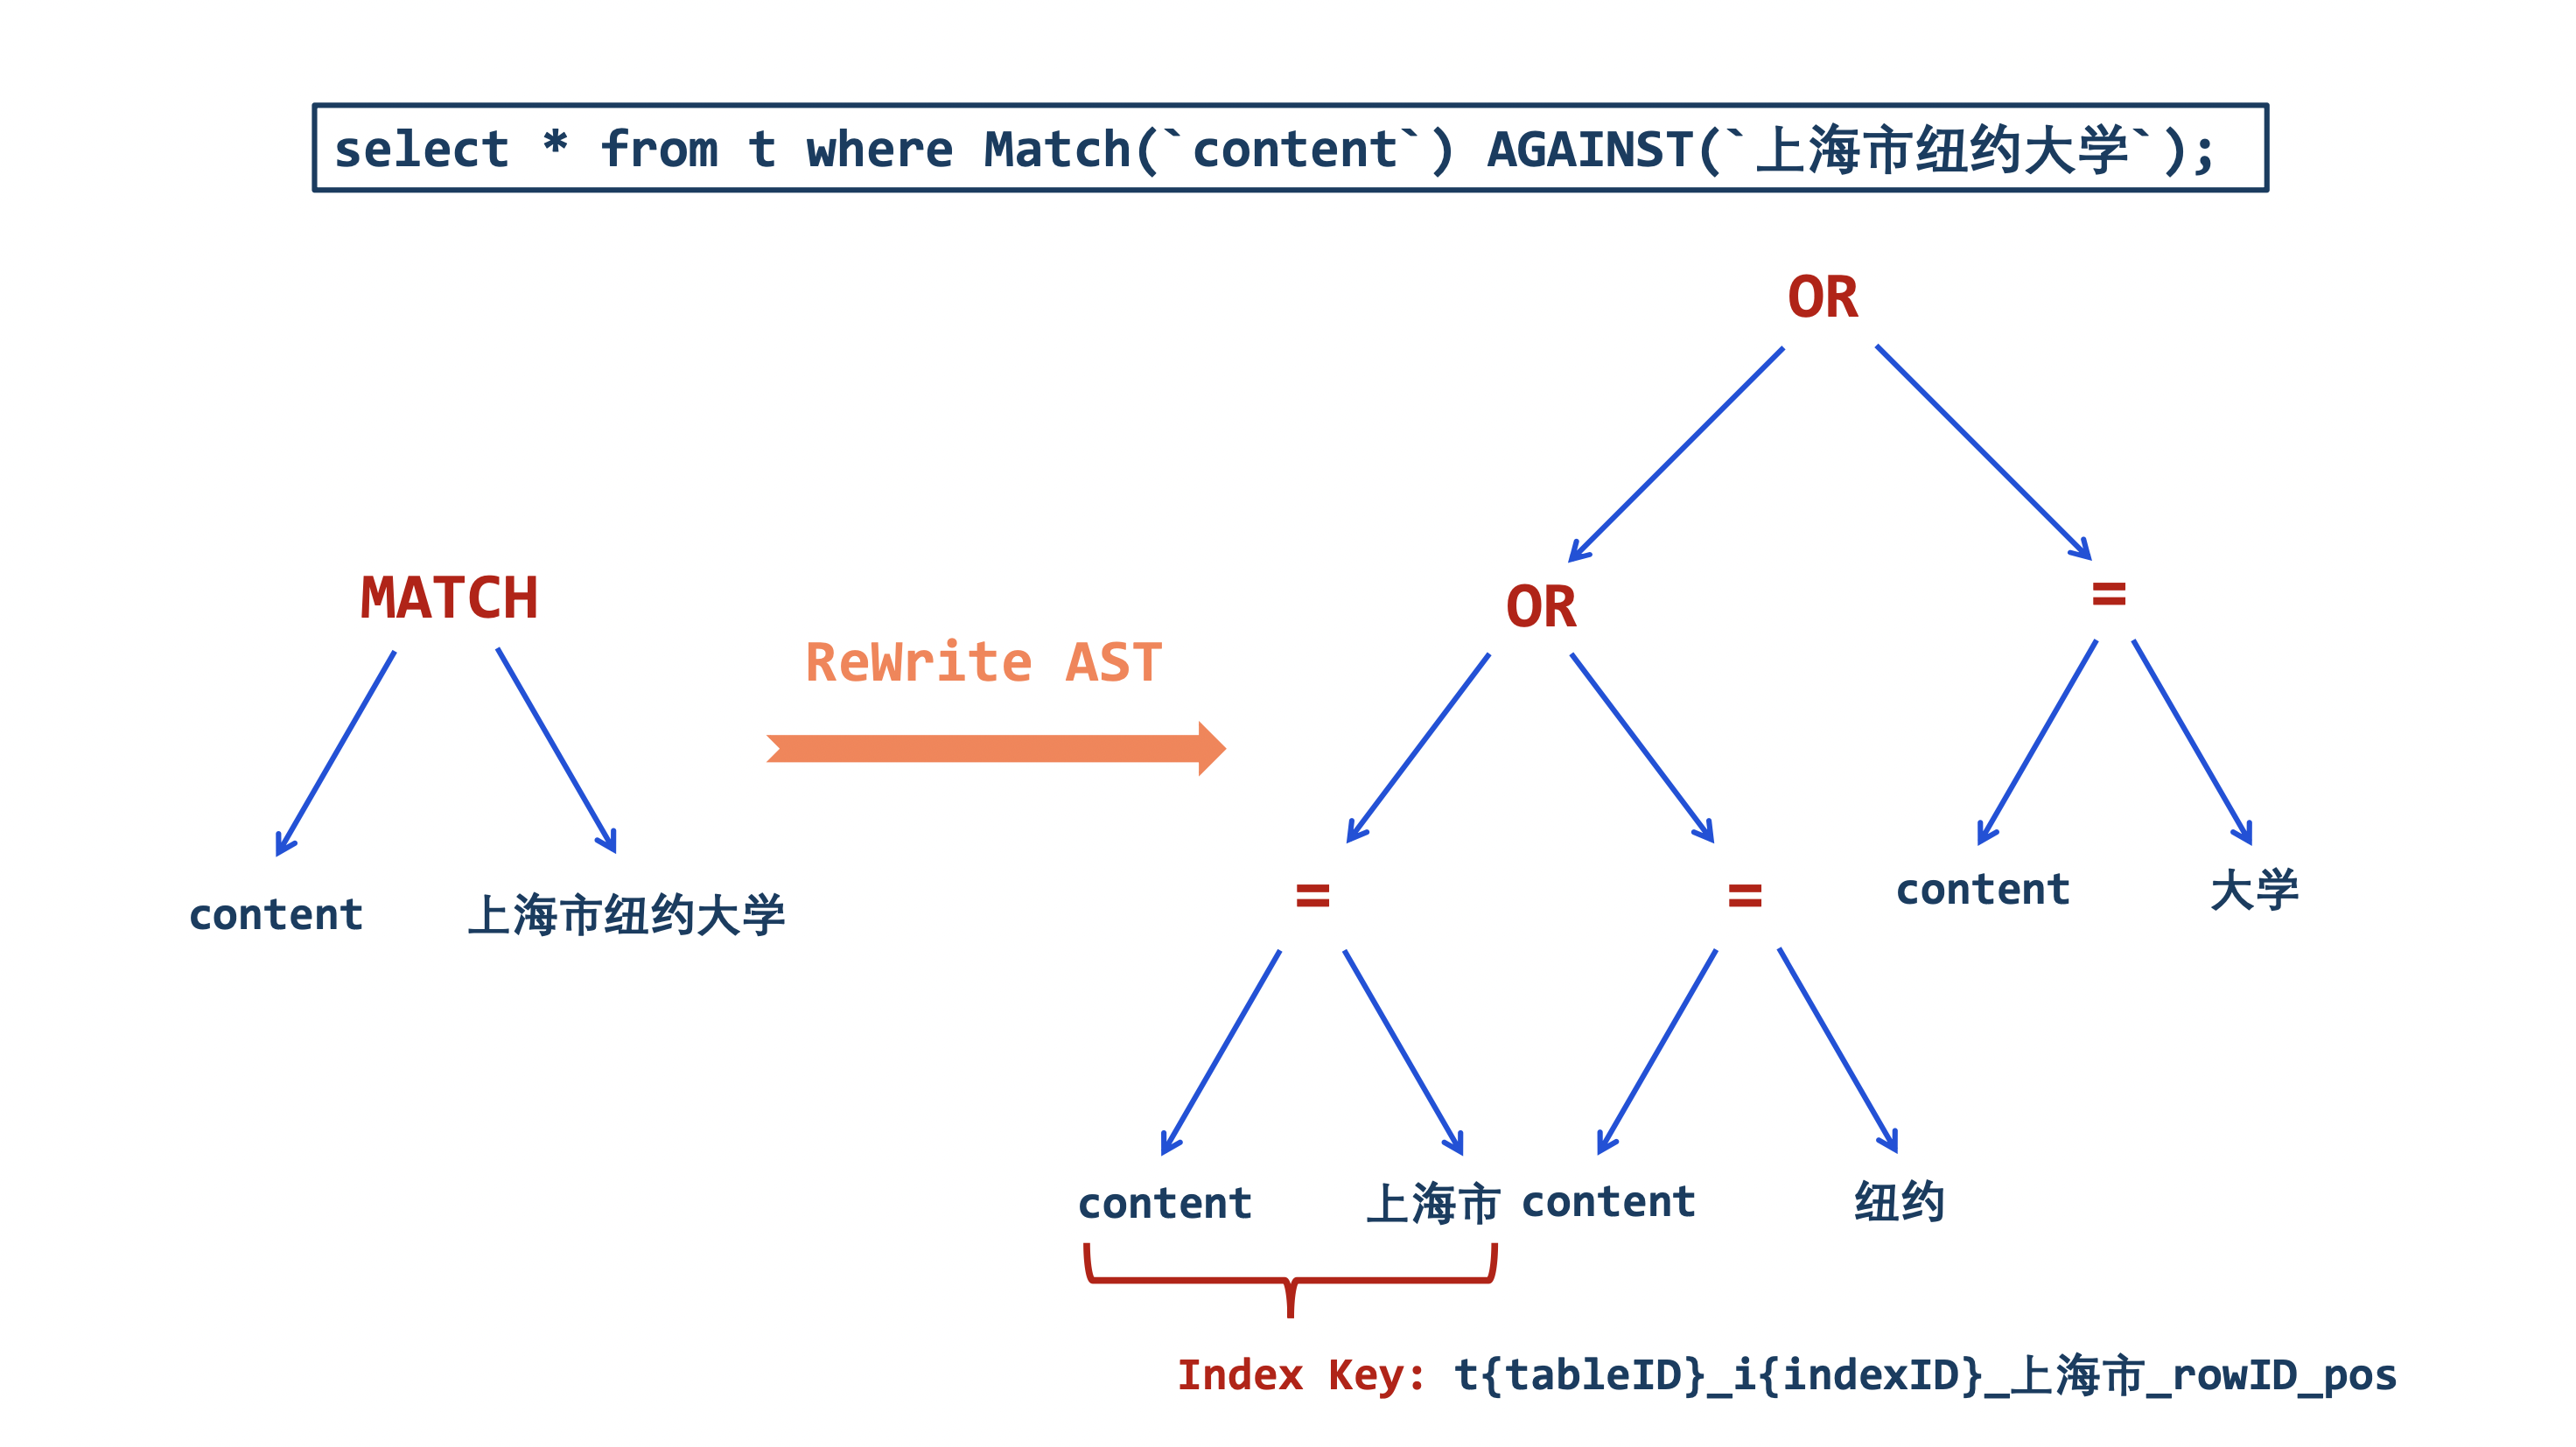 select * from t where Match(`content`) AGAINST(`上海市纽约大学`);
OR
MATCH
ReWrite AST
OR
=
content
上海市纽约大学
=
=
content
大学
content
上海市
content
纽约
Index Key: t{tableID}_i{indexID}_上海市_rowID_pos